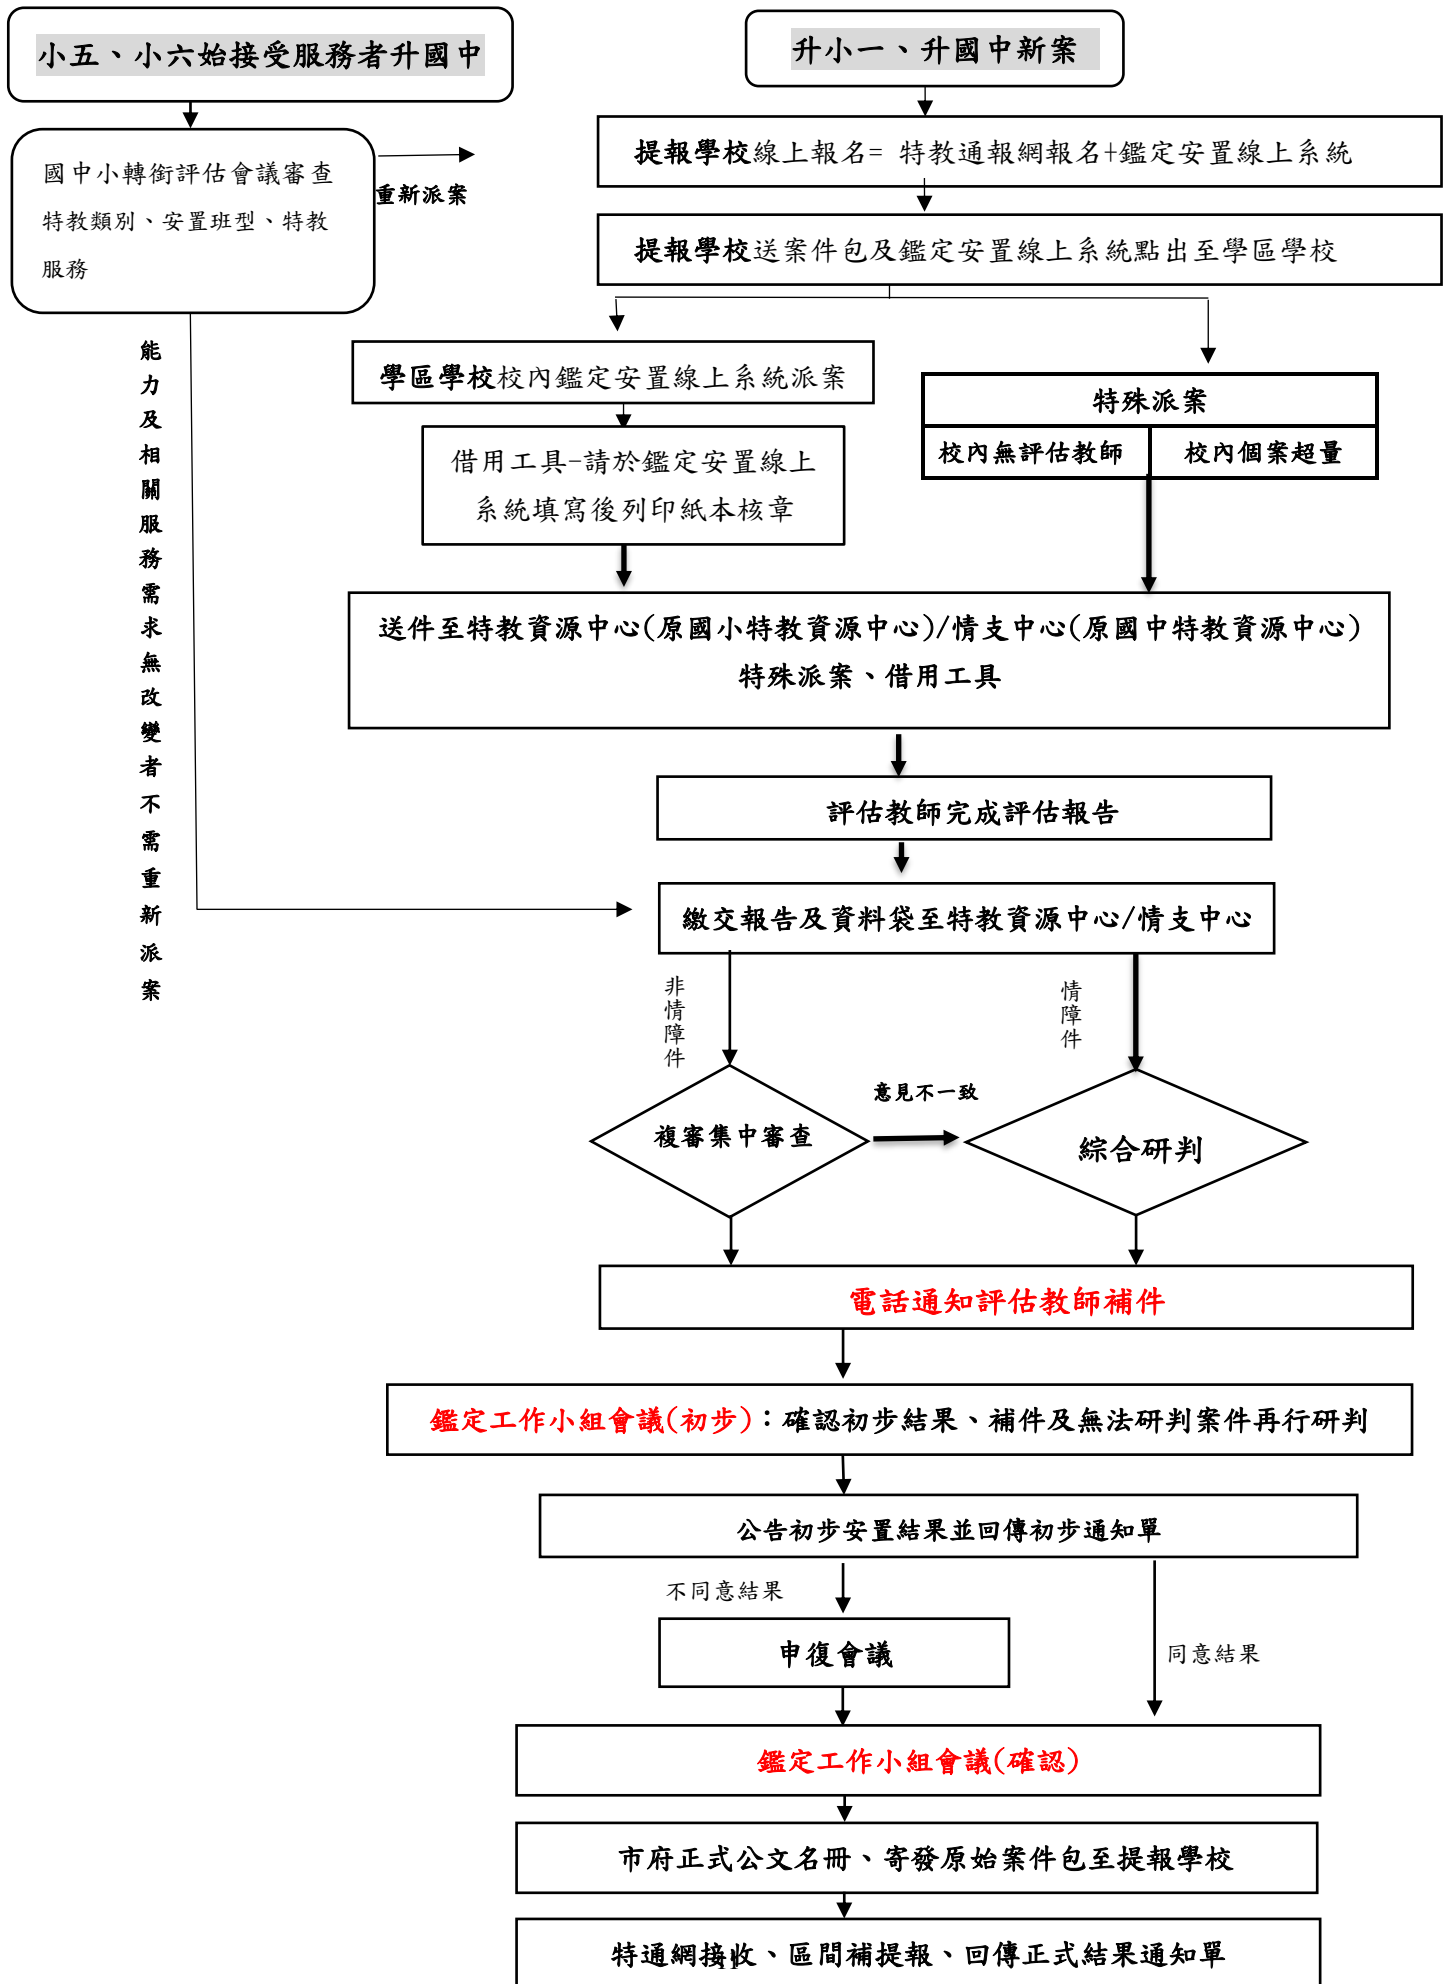 小五、小六始接受服務者升國中
升小一、升國中新案
國中小轉銜評估會議審查
特教類別、安置班型、特教
服務
重新派案
提報學校線上報名= 特教通報網報名+鑑定安置線上系統
提報學校送案件包及鑑定安置線上系統點出至學區學校
能力及相關服務需求無改變者不需重新派案
學區學校校內鑑定安置線上系統派案
特殊派案
校內無評估教師
校內個案超量
借用工具-請於鑑定安置線上
系統填寫後列印紙本核章
送件至特教資源中心(原國小特教資源中心)/情支中心(原國中特教資源中心)
特殊派案、借用工具
評估教師完成評估報告
繳交報告及資料袋至特教資源中心/情支中心
非情障件
情障件
複審集中審查
意見不一致
綜合研判
電話通知評估教師補件
鑑定工作小組會議(初步)：確認初步結果、補件及無法研判案件再行研判
公告初步安置結果並回傳初步通知單
不同意結果
申復會議
同意結果
鑑定工作小組會議(確認)
市府正式公文名冊、寄發原始案件包至提報學校
特通網接收、區間補提報、回傳正式結果通知單